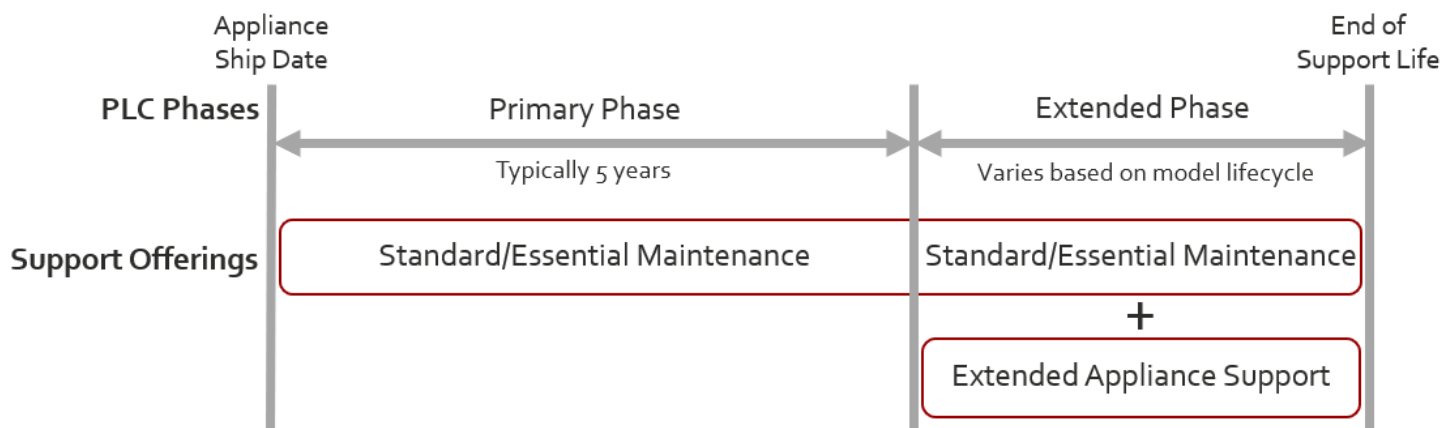 Appliance
Ship Date
End of
Support Life
PLC Phases
Primary Phase
Extended Phase
Typically 5 years
Varies based on model lifecycle
Support Offerings
Standard/Essential Maintenance
Standard/Essential Maintenance
+
Extended Appliance Support